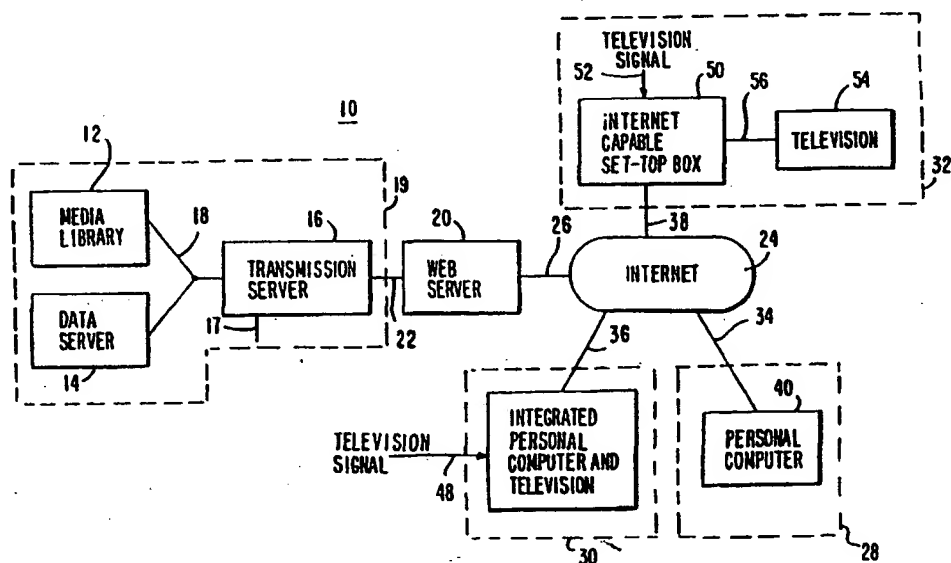 TELEVISION
SIGNAL
52
50
56
54
INTERNET
CAPABLE
SET-TOP BOX
TELEVISION
32
10
12
MEDIA
LIBRARY
18
16
19
TRANSMISSION
SERVER
20
WEB
SERVER
26
38
24
INTERNET
DATA
SERVER
14
17
22
36
34
TELEVISION
SIGNAL
48
INTEGRATED
PERSONAL
COMPUTER AND
TELEVISION
40
PERSONAL
COMPUTER
30
28